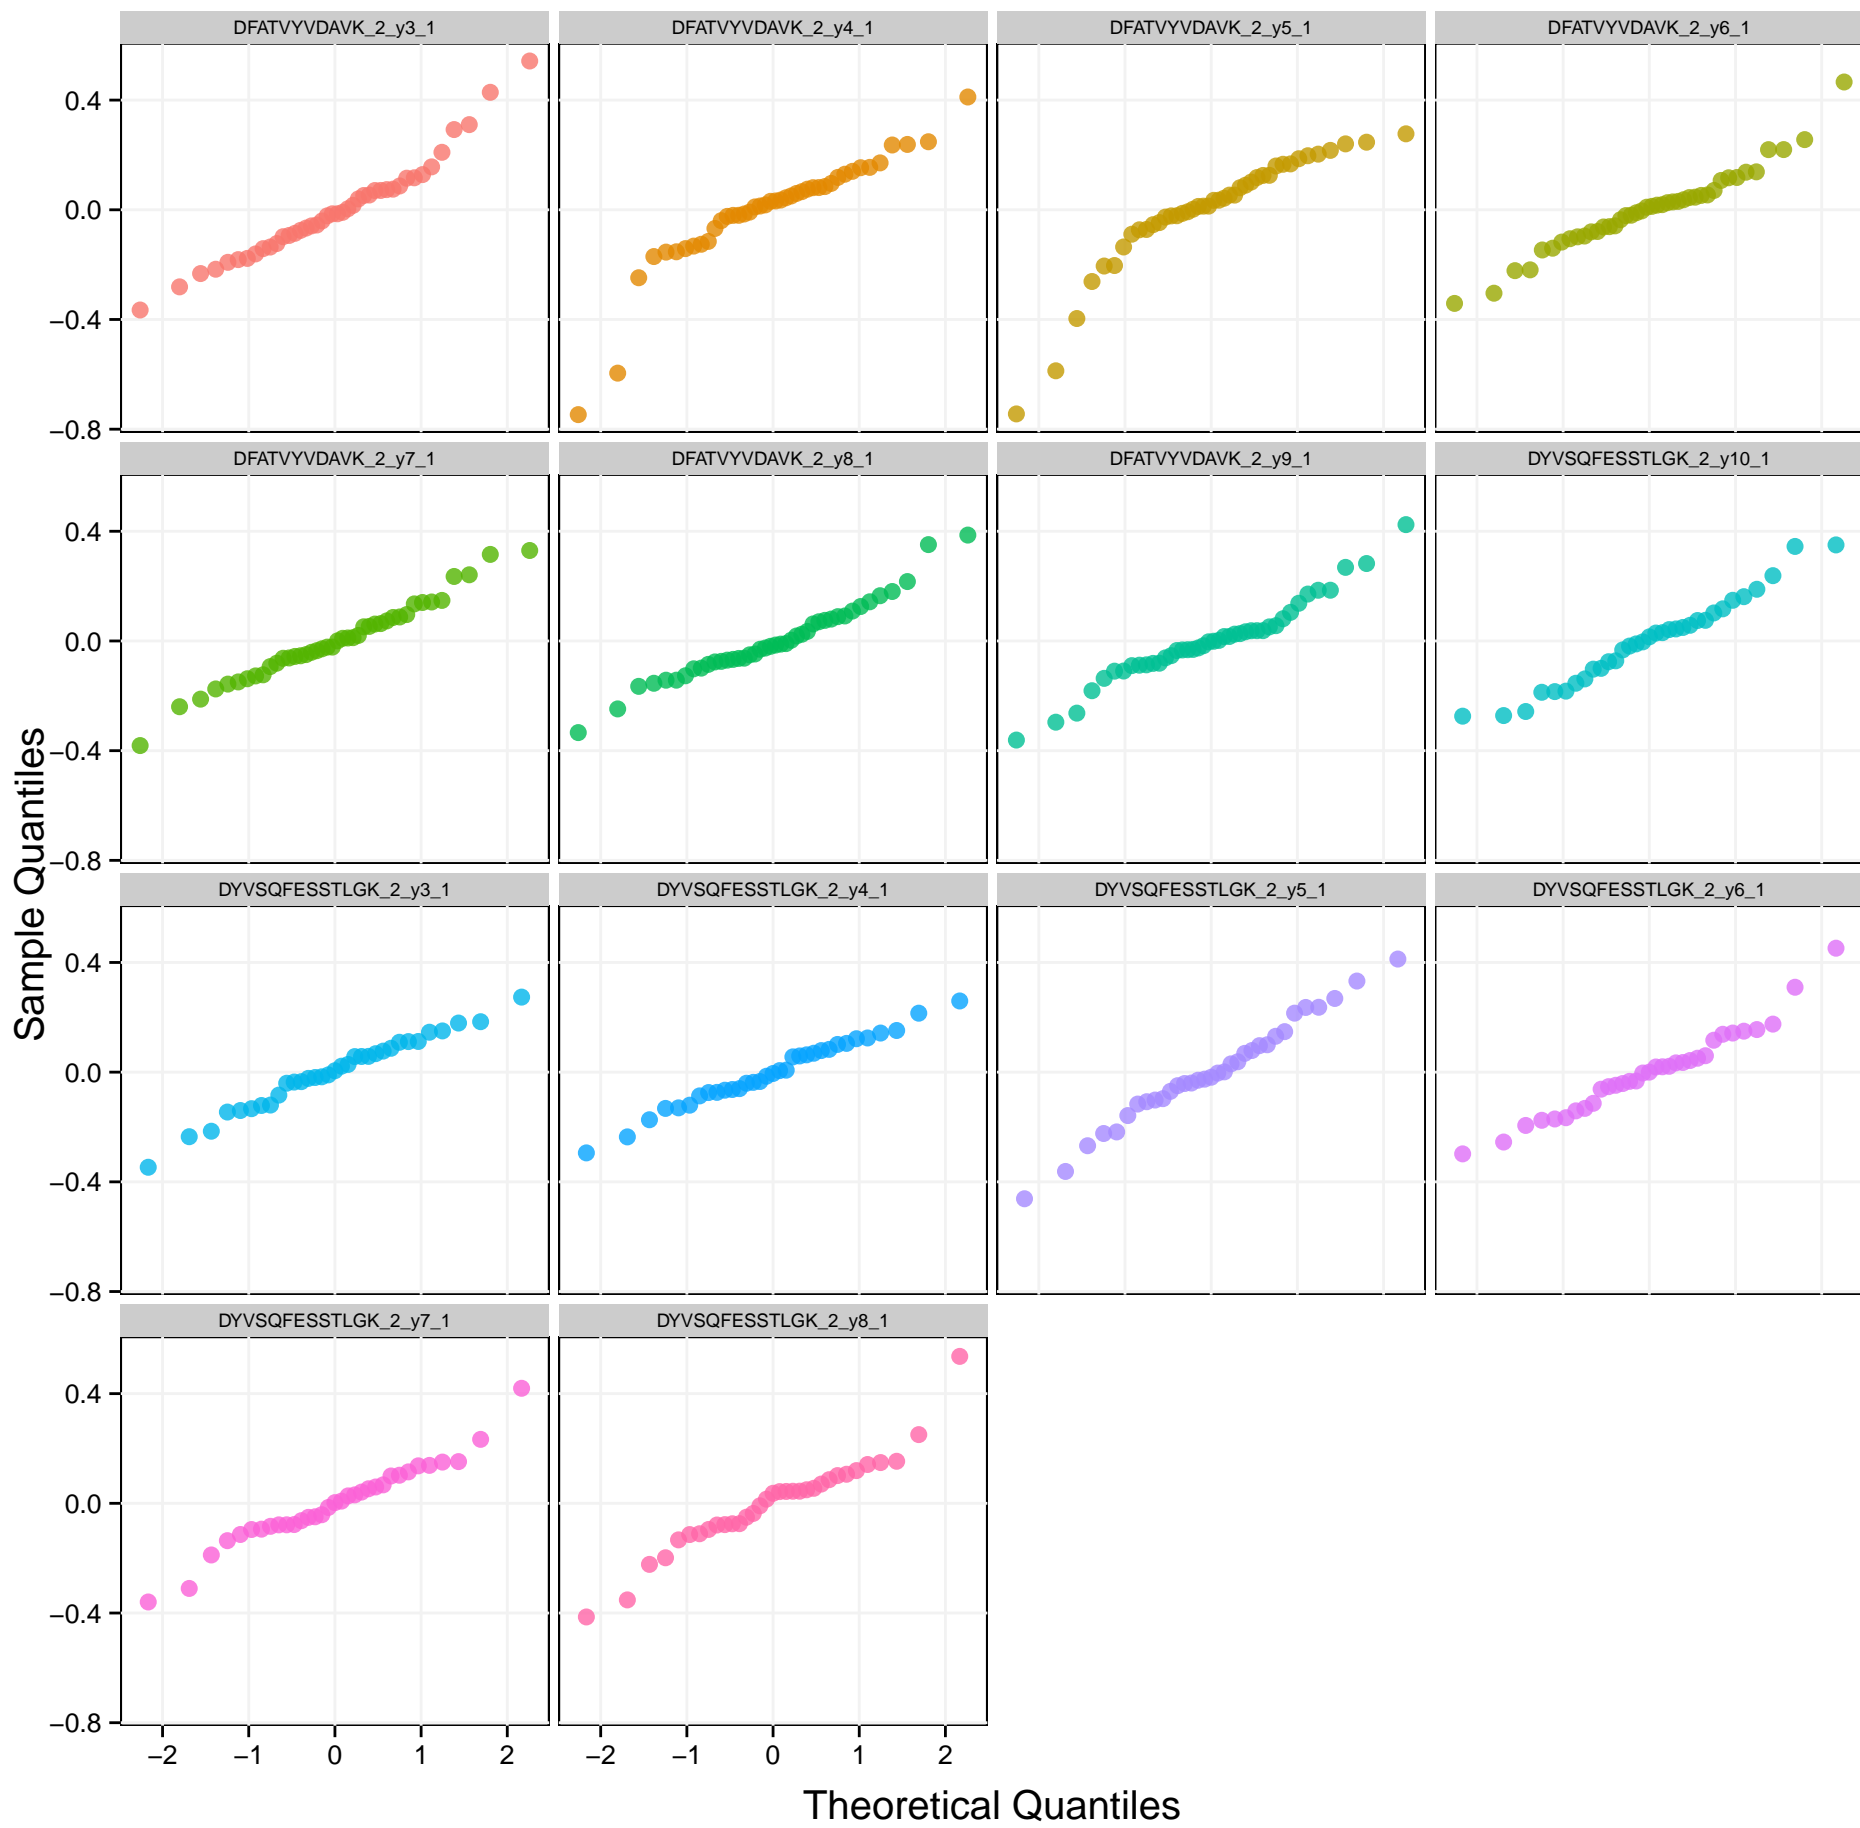 DFATVYVDAVK_2_y3_1 DFATVYVDAVK_2_y4_1 DFATVYVDAVK_2_y5_1 DFATVYVDAVK_2_y6_1
0.4
0.0
−0.4
−0.8
DFATVYVDAVK_2_y7_1 DFATVYVDAVK_2_y8_1 DFATVYVDAVK_2_y9_1 DYVSQFESSTLGK_2_y10_1
0.4
0.0
−0.4
−0.8
Sample Quantiles
DYVSQFESSTLGK_2_y3_1 DYVSQFESSTLGK_2_y4_1 DYVSQFESSTLGK_2_y5_1 DYVSQFESSTLGK_2_y6_1
0.4
0.0
−0.4
−0.8
DYVSQFESSTLGK_2_y7_1 DYVSQFESSTLGK_2_y8_1
0.4
0.0
−0.4
−0.8
−2 −1 0 1 2 −2 −1 0 1 2
Theoretical Quantiles